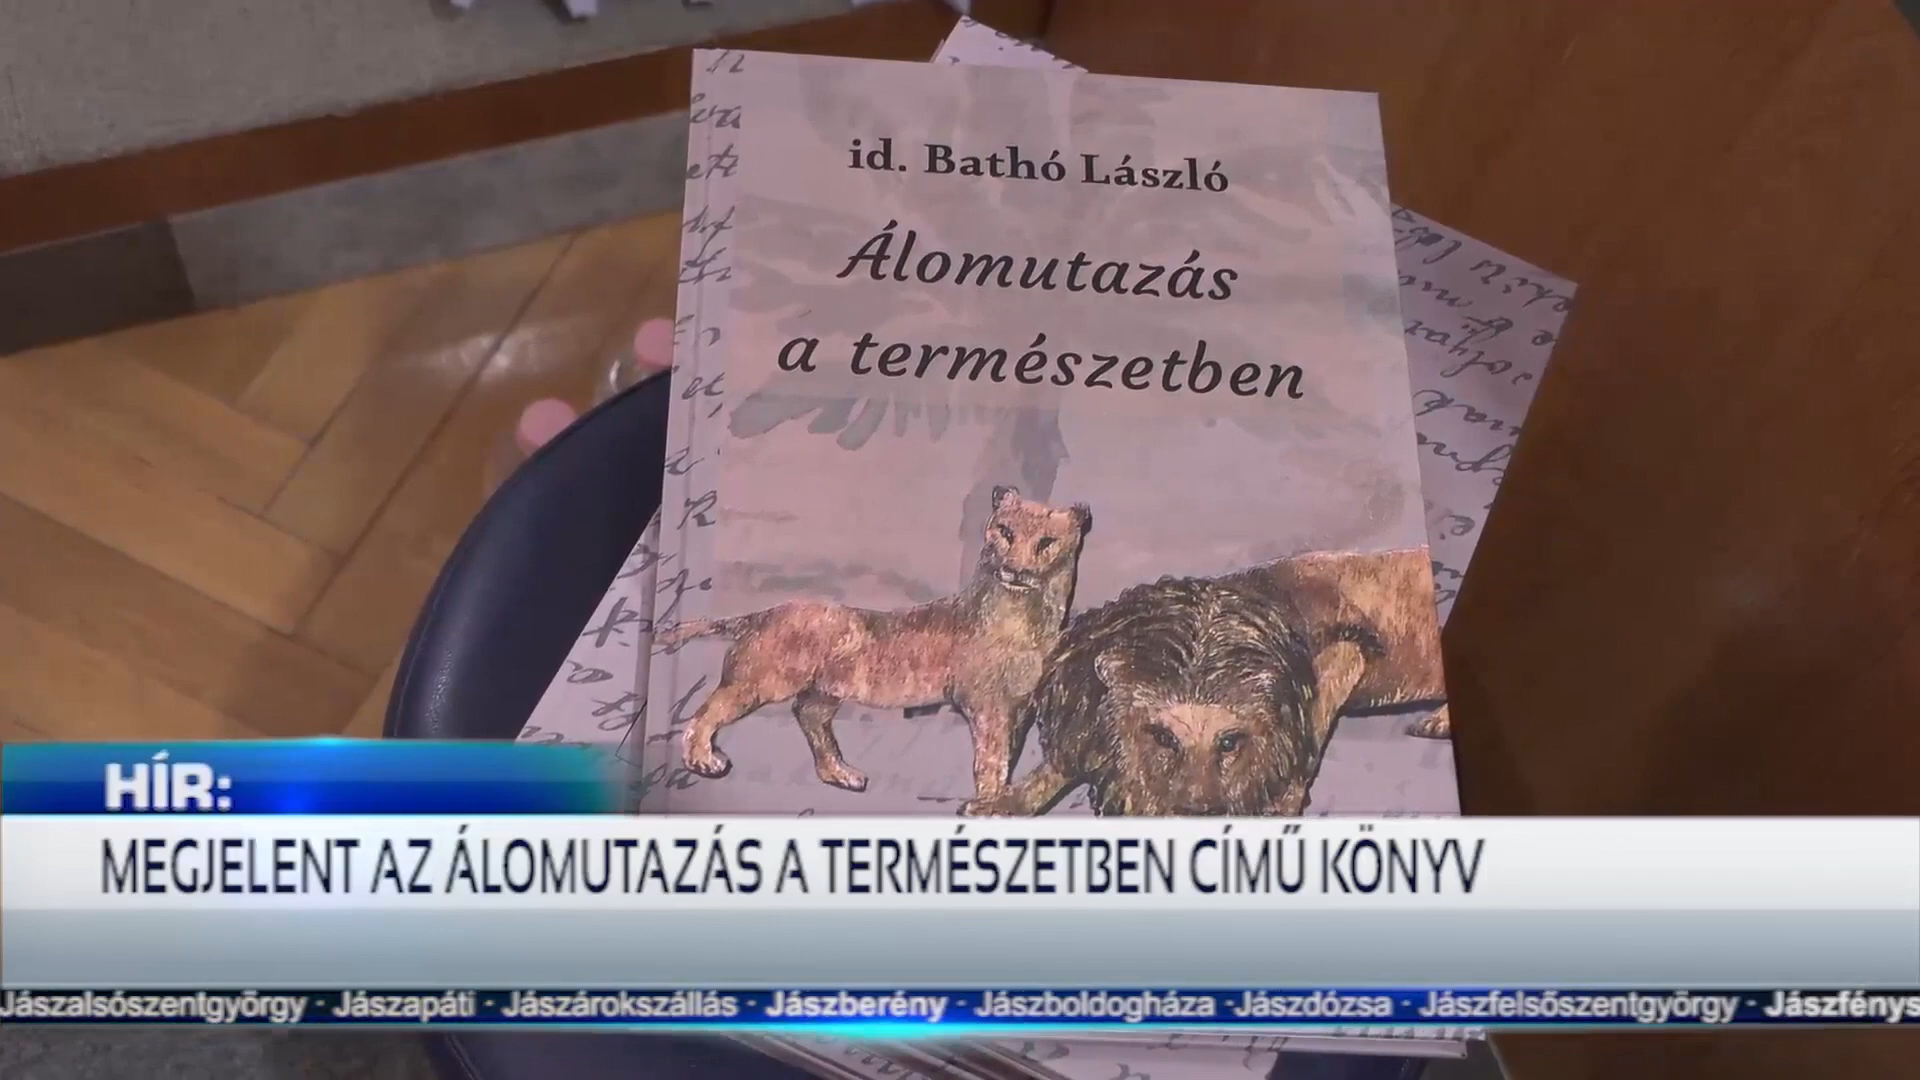 id. Bathó László
Álomutazás
a természetben
HÍR:
MEGJELENT AZ ÁLOMUTAZÁS A TERMÉSZETBEN CÍMŰ KÖNYV
Jászalsószentgyörgy - Jászapáti - Jászárokszállás - Jászberény - Jászboldogháza -Jászdózsa - Jászfelsőszentgyörgy - Jászfénys